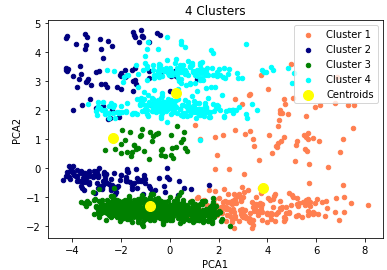 4 Clusters
Cluster 1
Cluster 2
Cluster 3
Cluster 4
Centroids
PCA2
5
4
3
2
1
0
−1
−2
−4
−2
0
2
4
6
8
PCA1